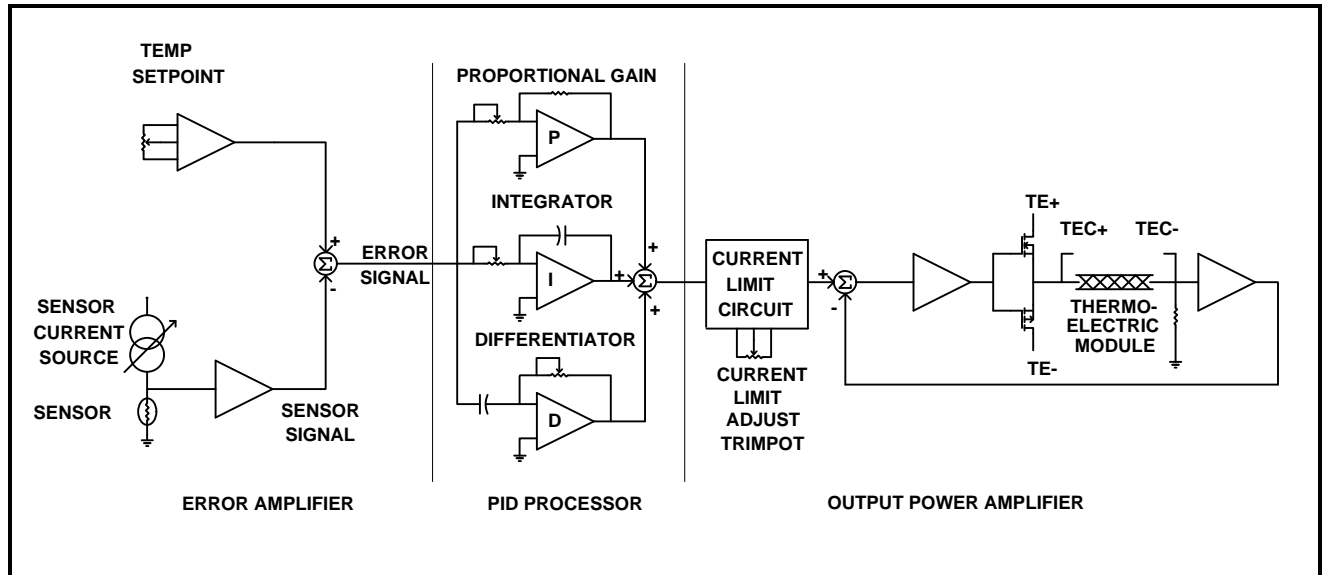 TEMP
SETPOINT
+
-
ERROR
SIGNAL
SENSOR
CURRENT
SOURCE
SENSOR
SENSOR
SIGNAL
Σ
ERROR AMPLIFIER
PROPORTIONAL GAIN
P
INTEGRATOR
I
DIFFERENTIATOR
D
+
+
+
Σ
PID PROCESSOR
CURRENT
LIMIT
CIRCUIT
CURRENT
LIMIT
ADJUST
TRIMPOT
+
-
Σ
TE+
TE-
TEC+
TEC-
THERMO-
ELECTRIC
MODULE
OUTPUT POWER AMPLIFIER